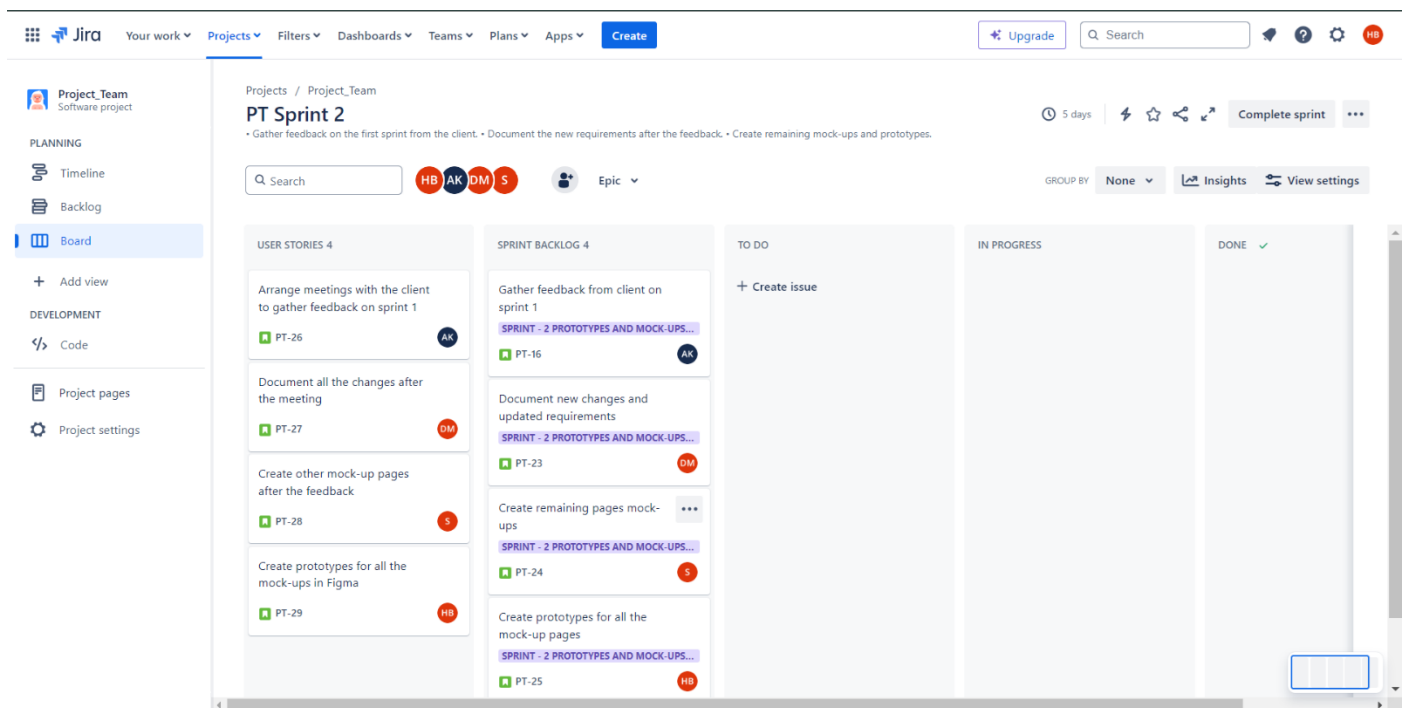 Jira
Your work
Projects
Filters
Dashboards
Teams
Plans
Apps
Create
Upgrade
Search
HB
Project_Team
Software project
PLANNING
Timeline
Backlog
Board
Add view
DEVELOPMENT
Code
Project pages
Project settings
Projects / Project_Team
PT Sprint 2
• Gather feedback on the first sprint from the client. • Document the new requirements after the feedback. • Create remaining mock-ups and prototypes.
5 days
Complete sprint
Search
HB AK DM S
Epic
GROUP BY
None
Insights
View settings
USER STORIES 4
Arrange meetings with the client
to gather feedback on sprint 1
PT-26
AK
Document all the changes after
the meeting
PT-27
DM
Create other mock-up pages
after the feedback
PT-28
S
Create prototypes for all the
mock-ups in Figma
PT-29
HB
SPRINT BACKLOG 4
Gather feedback from client on
sprint 1
SPRINT - 2 PROTOTYPES AND MOCK-UPS...
PT-16
AK
Document new changes and
updated requirements
SPRINT - 2 PROTOTYPES AND MOCK-UPS...
PT-23
DM
Create remaining pages mock-
ups
SPRINT - 2 PROTOTYPES AND MOCK-UPS...
PT-24
S
Create prototypes for all the
mock-up pages
SPRINT - 2 PROTOTYPES AND MOCK-UPS...
PT-25
HB
TO DO
+ Create issue
IN PROGRESS
DONE